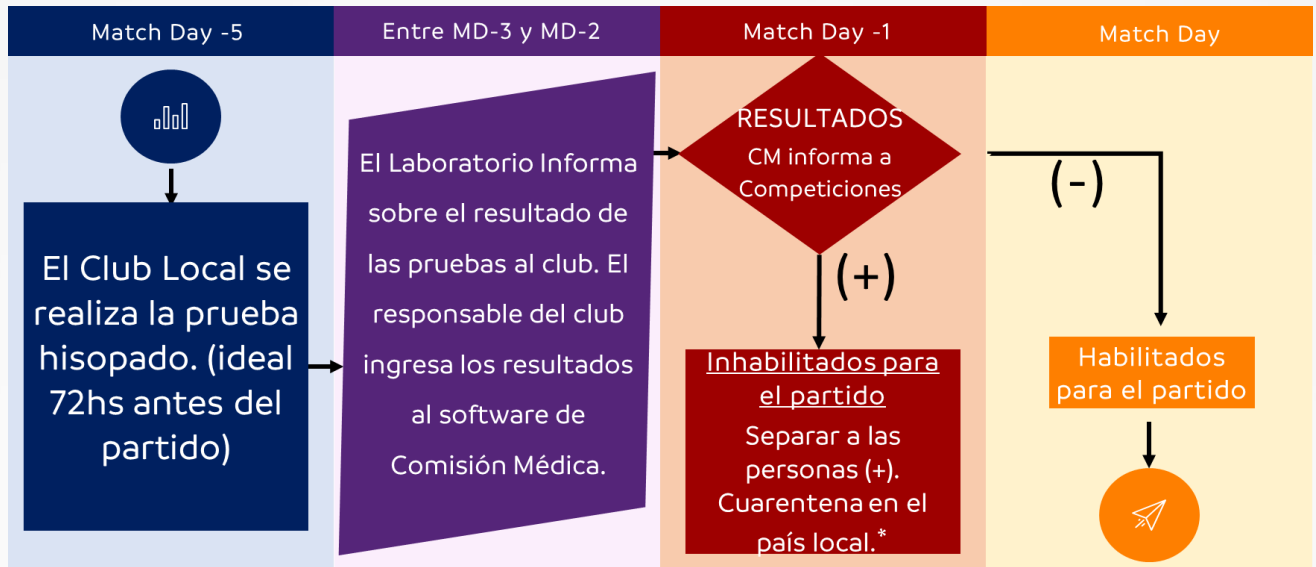 Match Day -5
Entre MD-3 y MD-2
Match Day -1
Match Day
El Club Local se
realiza la prueba
hisopado. (ideal
72hs antes del
partido)
El Laboratorio Informa
sobre el resultado de
las pruebas al club. El
responsable del club
ingresa los resultados
al software de
Comisión Médica.
RESULTADOS
CM informa a
Competiciones
(+)
Inhabilitados para
el partido
Separar a las
personas (+).
Cuarentena en el
país local.*
(-)
Habilitados
para el partido